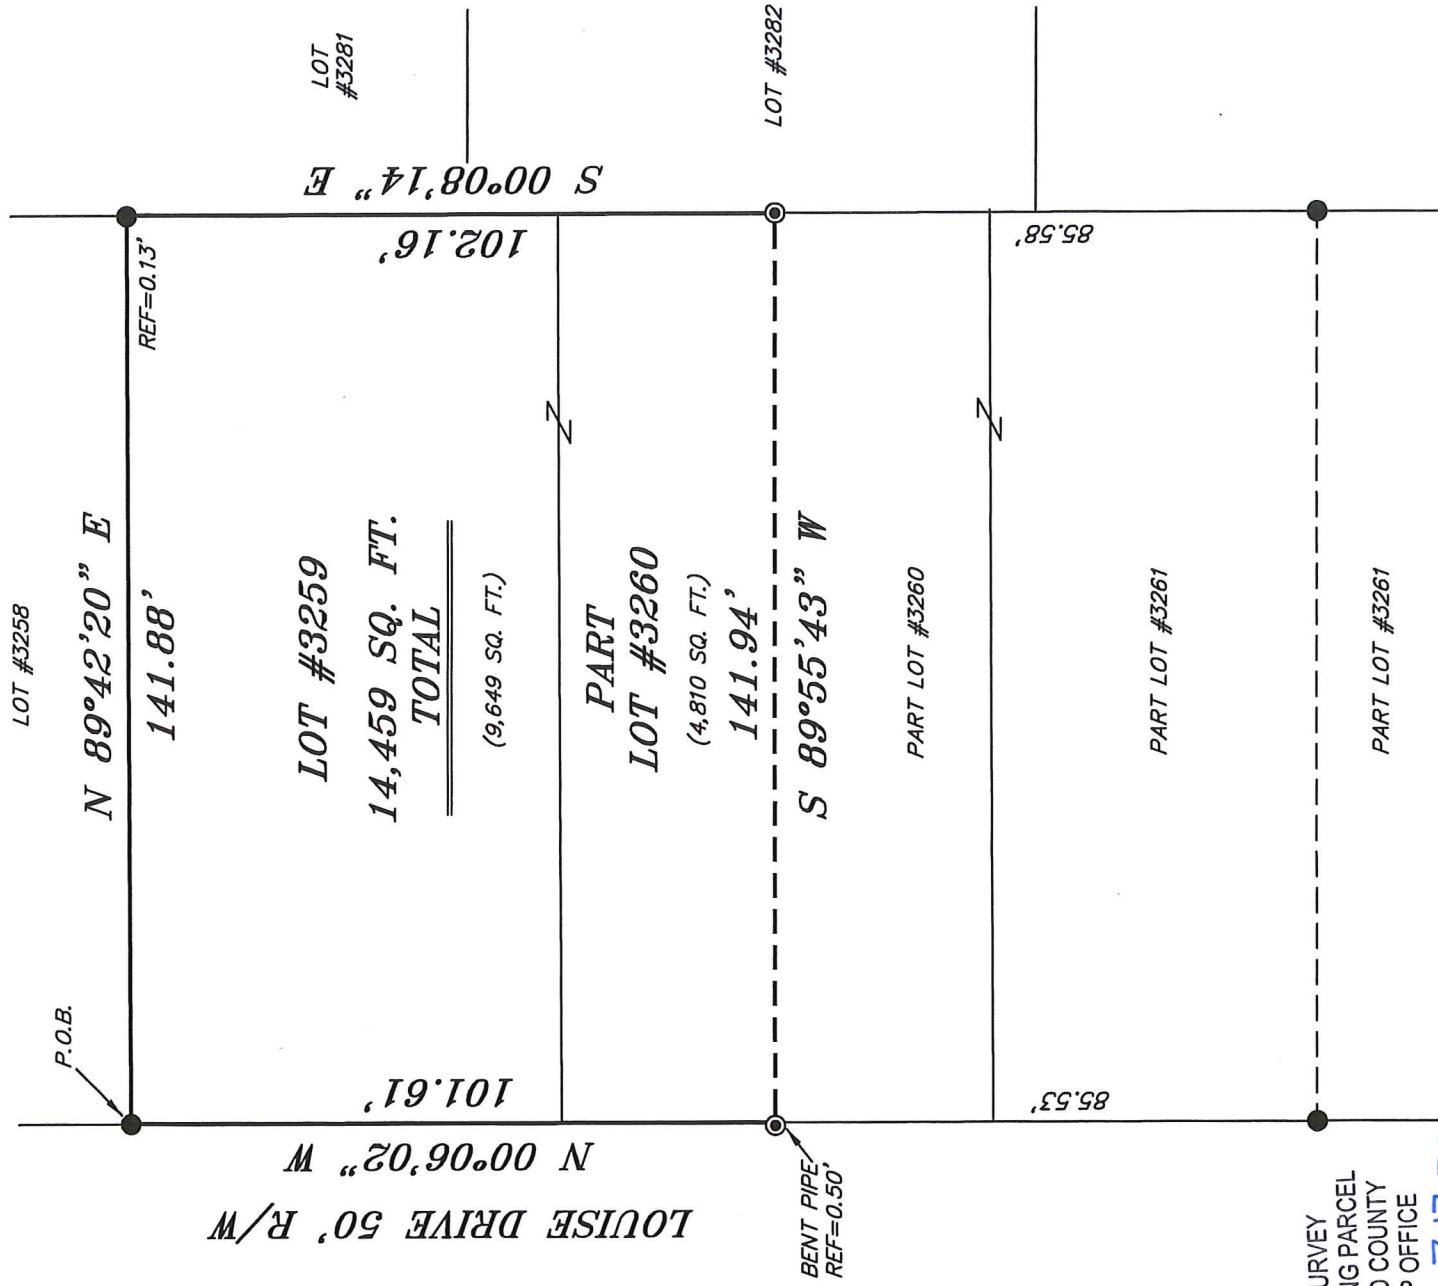 LOT #3258
N 89°42'20" E
141.88'
P.O.B.
REF=0.13'
LOT
#3281
S 00°08'14" E
102.16'
LOT #3259
14,459 SQ. FT.
TOTAL
(9,649 SQ. FT.)
PART
LOT #3260
(4,810 SQ. FT.)
141.94'
S 89°55'43" W
101.61'
N 00°06'02" W
LOUISE DRIVE 50' R/W
BENT PIPE
REF=0.50'
LOT #3282
PART LOT #3260
85.58'
85.53'
PART LOT #3261
PART LOT #3261
COUNTY
OFFICE
PARCEL